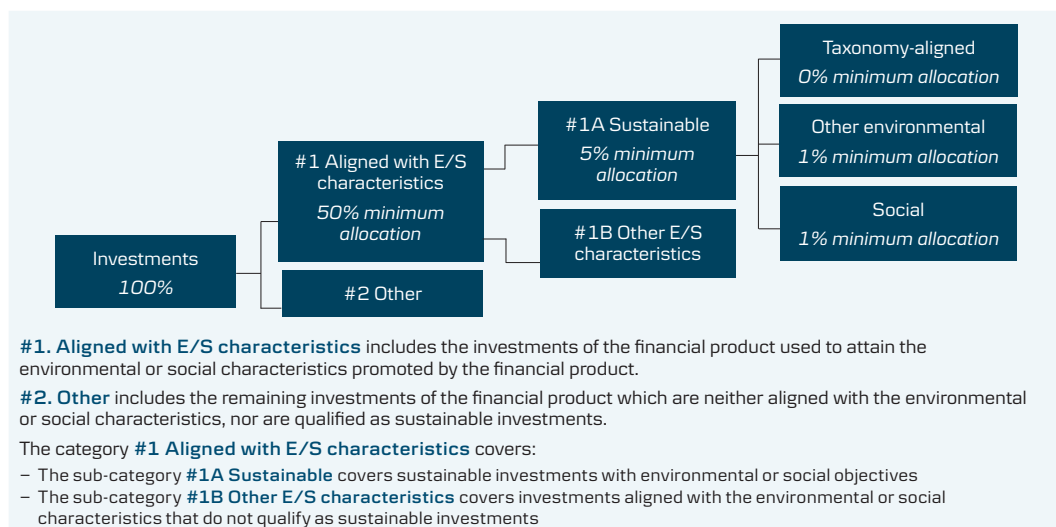 Investments
100%
#1 Aligned with E/S
characteristics
50% minimum
allocation
#2 Other
#1A Sustainable
5% minimum
allocation
#1B Other E/S
characteristics
Taxonomy-aligned
0% minimum allocation
Other environmental
1% minimum allocation
Social
1% minimum allocation
#1. Aligned with E/S characteristics includes the investments of the financial product used to attain the
environmental or social characteristics promoted by the financial product.
#2. Other includes the remaining investments of the financial product which are neither aligned with the environmental
or social characteristics, nor are qualified as sustainable investments.
The category #1 Aligned with E/S characteristics covers:
– The sub-category #1A Sustainable covers sustainable investments with environmental or social objectives
– The sub-category #1B Other E/S characteristics covers investments aligned with the environmental or social
characteristics that do not qualify as sustainable investments